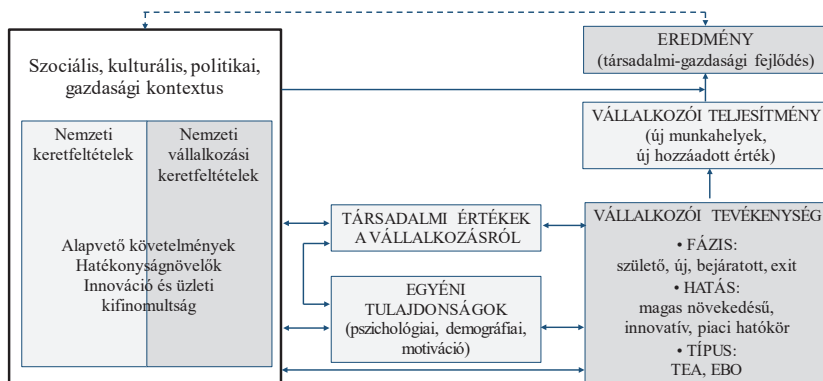 Szociális, kulturális, politikai,
gazdasági kontextus
Nemzeti
keretfeltételek
Nemzeti
vállalkozási
keretfeltételek
Alapvető követelmények
Hatékonyságnövelők
Innováció és üzleti
kifinomultság
TÁRSADALMI ÉRTÉKEK
A VÁLLALKOZÁSRÓL
EGYÉNI
TULAJDONSÁGOK
(pszichológiai, demográfiai,
motiváció)
EREDMÉNY
(társadalmi-gazdasági fejlődés)
VÁLLALKOZÓI TELJESÍTMÉNY
(új munkahelyek,
új hozzáadott érték)
VÁLLALKOZÓI TEVÉKENYSÉG
• FÁZIS:
születő, új, bejáratott, exit
• HATÁS:
magas növekedésű,
innovatív, piaci hatókör
• TÍPUS:
TEA, EBO